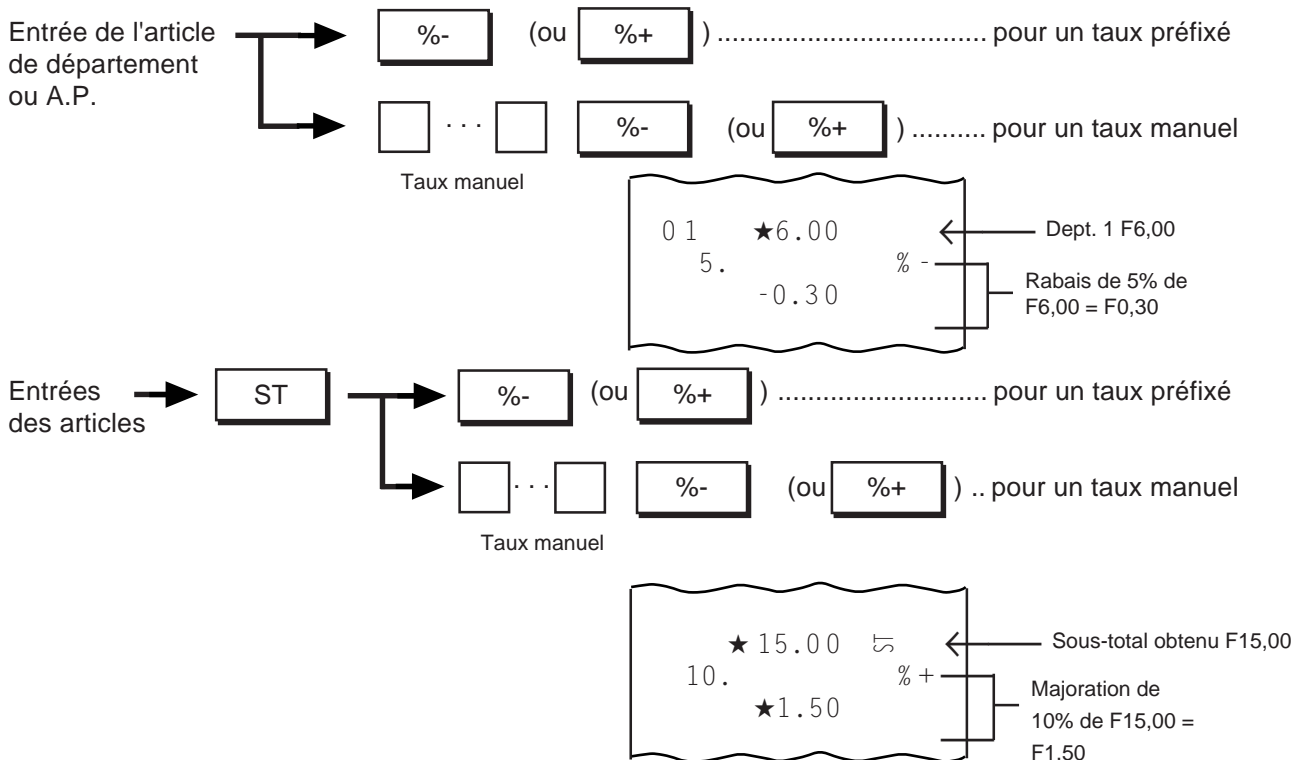 Entrée de l'article
de département
ou A.P.
%- (ou %+ ) ................................... pour un taux préfixé
· · · %- (ou %+ ) .......... pour un taux manuel
Taux manuel
01 ★6.00
5. %-
-0.30
Dept. 1 F6,00
Rabais de 5% de
F6,00 = F0,30
Entrées
des articles
ST %- (ou %+ ) ........................... pour un taux préfixé
· · · %- (ou %+ ) .. pour un taux manuel
Taux manuel
★15.00 ST
10. %+
★1.50
Sous-total obtenu F15,00
Majoration de
10% de F15,00 =
F1,50